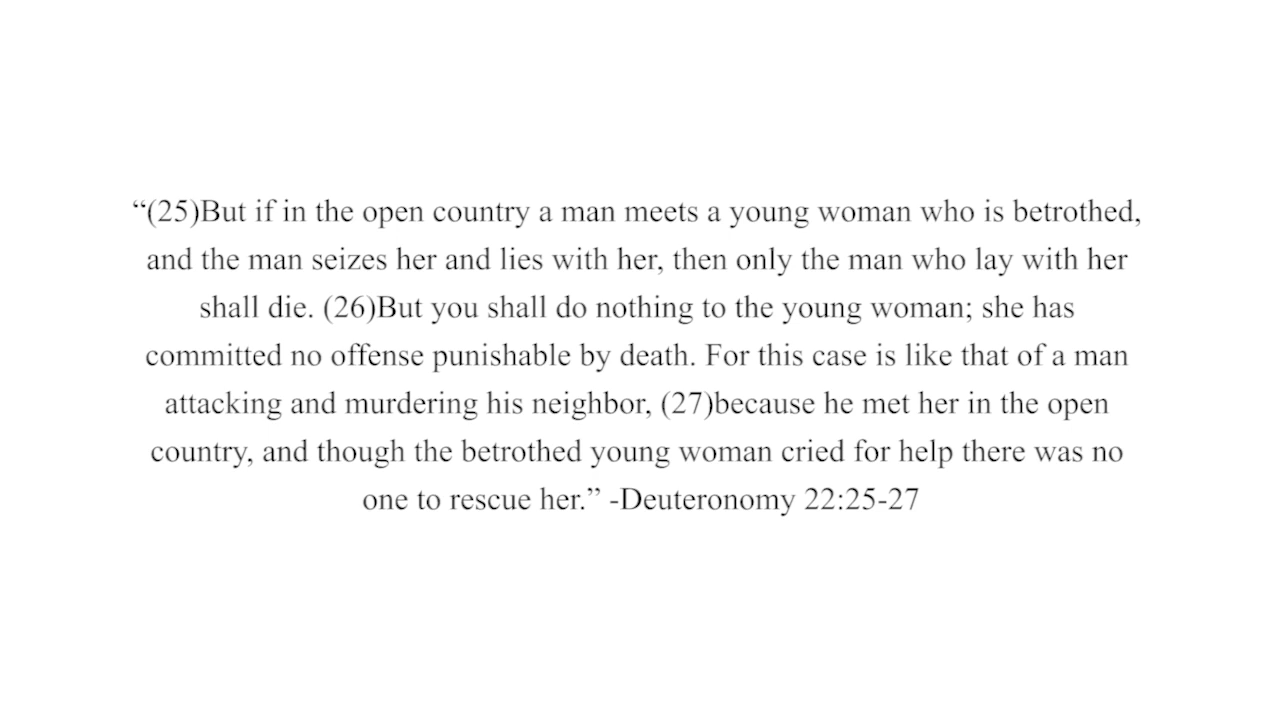 “(25)But if in the open country a man meets a young woman who is betrothed,
and the man seizes her and lies with her, then only the man who lay with her
shall die. (26)But you shall do nothing to the young woman; she has
committed no offense punishable by death. For this case is like that of a man
attacking and murdering his neighbor, (27)because he met her in the open
country, and though the betrothed young woman cried for help there was no
one to rescue her.” -Deuteronomy 22:25-27